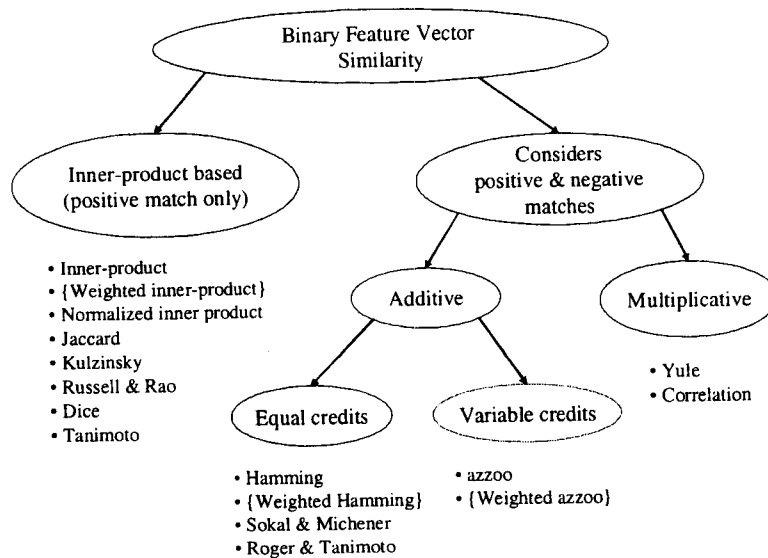 Binary Feature Vector
Similarity
Inner-product based
(positive match only)
Considers
positive & negative
matches
• Inner-product
• {Weighted inner-product}
• Normalized inner product
• Jaccard
• Kulzinsky
• Russell & Rao
• Dice
• Tanimoto
Additive
Multiplicative
• Yule
• Correlation
Equal credits
Variable credits
• Hamming
• {Weighted Hamming}
• Sokal & Michener
• Roger & Tanimoto
• azzoo
• {Weighted azzoo}